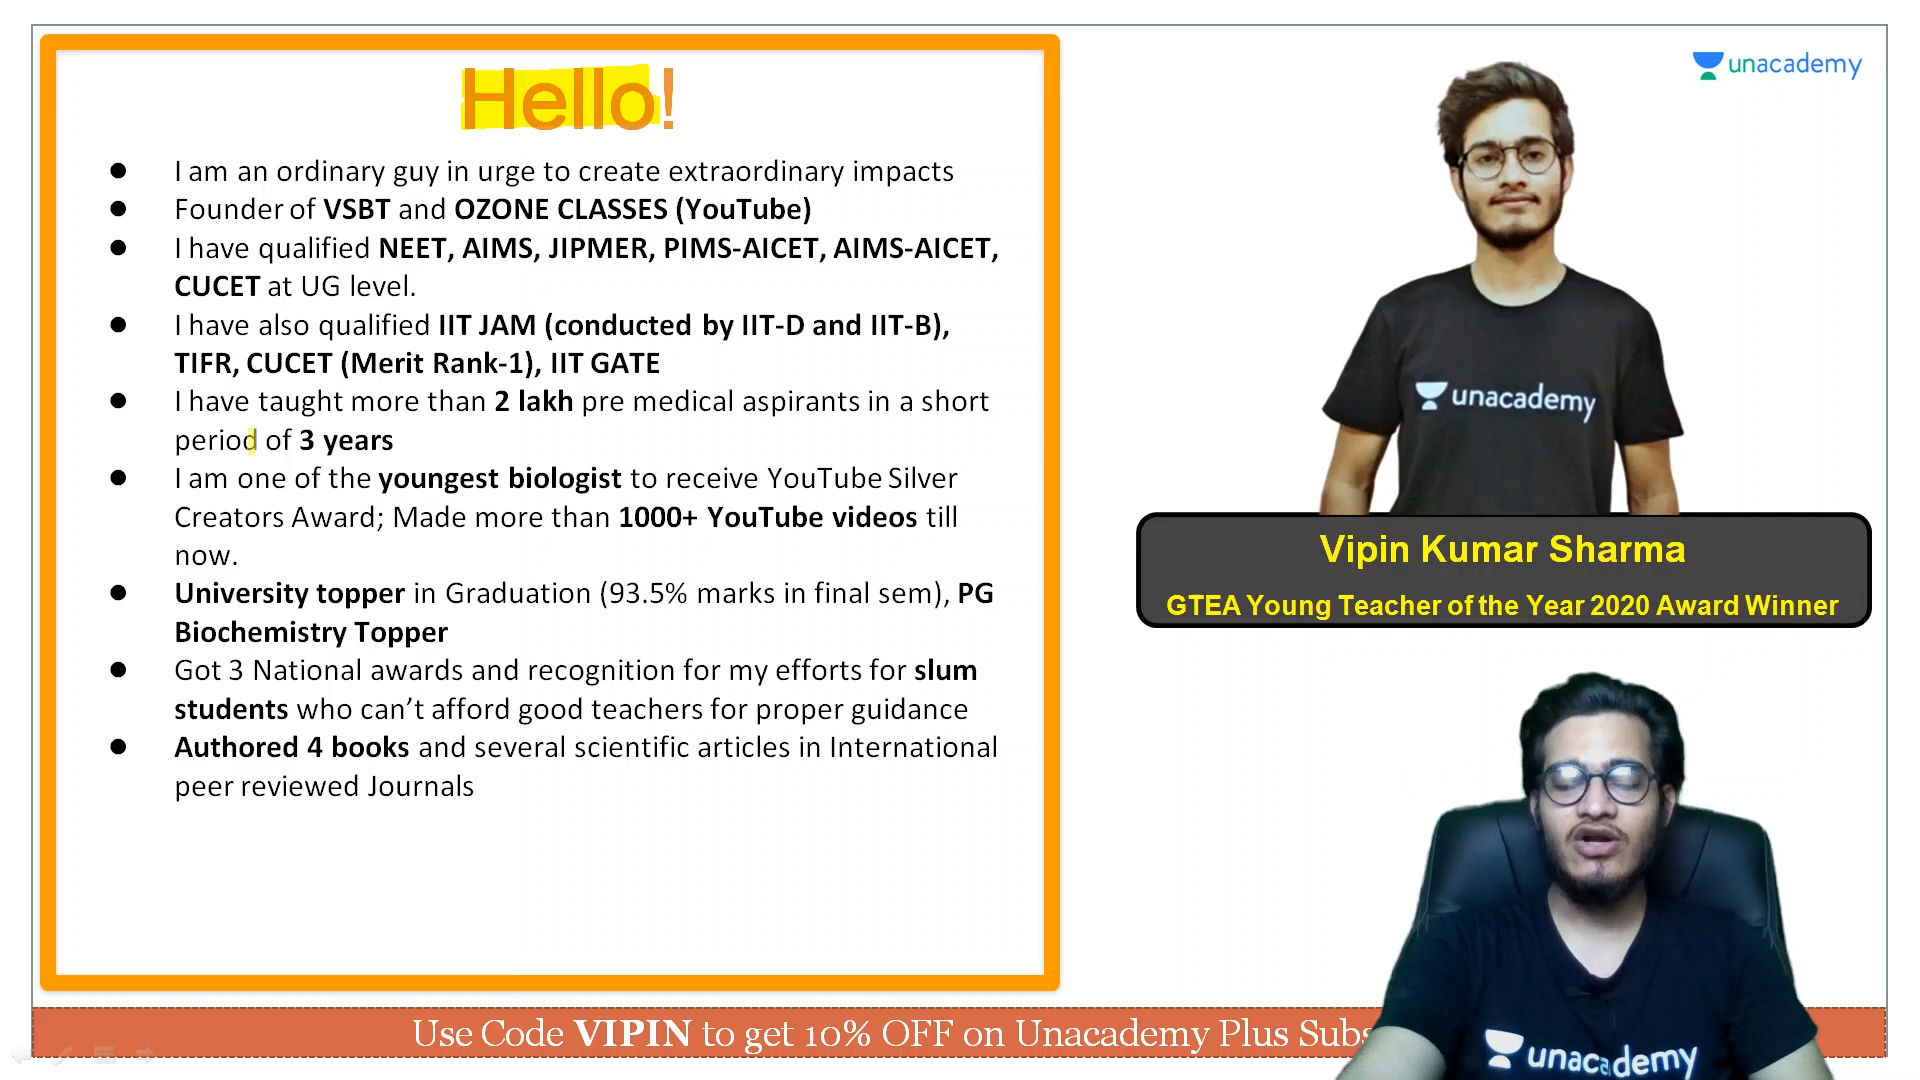 Hello!
I am an ordinary guy in urge to create extraordinary impacts
Founder of VSBT and OZONE CLASSES (YouTube)
I have qualified NEET, AIMS, JIPMER, PIMS-AICET, AIMS-AICET,
CUCET at UG level.
I have also qualified IIT JAM (conducted by IIT-D and IIT-B),
TIFR, CUCET (Merit Rank-1), IIT GATE
I have taught more than 2 lakh pre medical aspirants in a short
period of 3 years
I am one of the youngest biologist to receive YouTube Silver
Creators Award; Made more than 1000+ YouTube videos till
now.
University topper in Graduation (93.5% marks in final sem), PG
Biochemistry Topper
Got 3 National awards and recognition for my efforts for slum
students who can’t afford good teachers for proper guidance
Authored 4 books and several scientific articles in International
peer reviewed Journals
unacademy
unacademy
Vipin Kumar Sharma
GTEA Young Teacher of the Year 2020 Award Winner
Use Code VIPIN to get 10% OFF on Unacademy Plus
unacademy